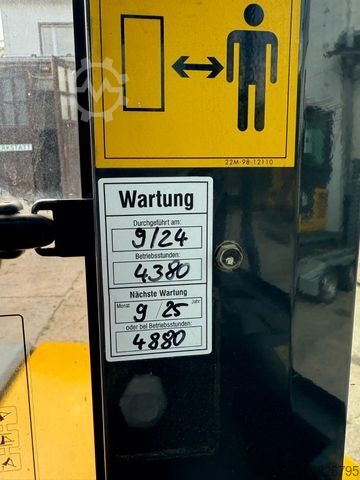 22M-98-12110
RKSTATT
Wartung
Durchgeführt am:
9/24
Betriebsstunden:
4380
Nächste Wartung
Monat 9 / 25 Jahr
oder bei Betriebsstunden:
4880